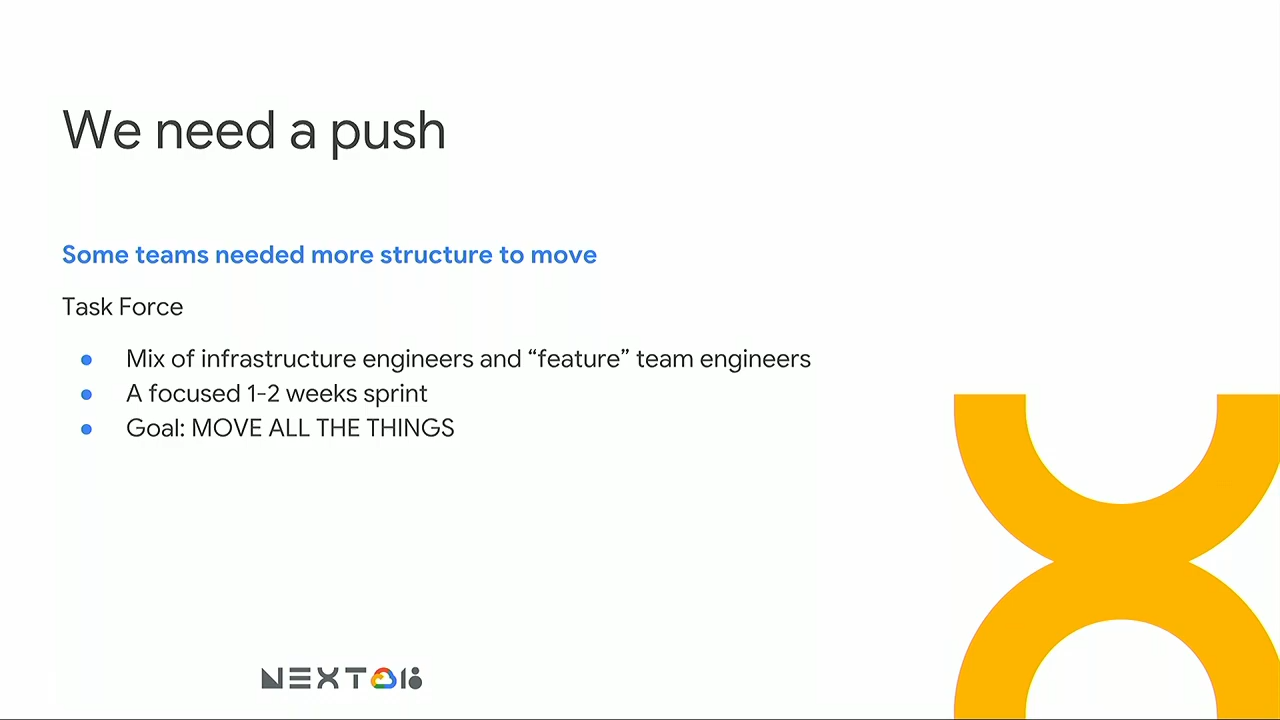 We need a push
Some teams needed more structure to move
Task Force
Mix of infrastructure engineers and “feature” team engineers
A focused 1-2 weeks sprint
Goal: MOVE ALL THE THINGS
NEXT 18